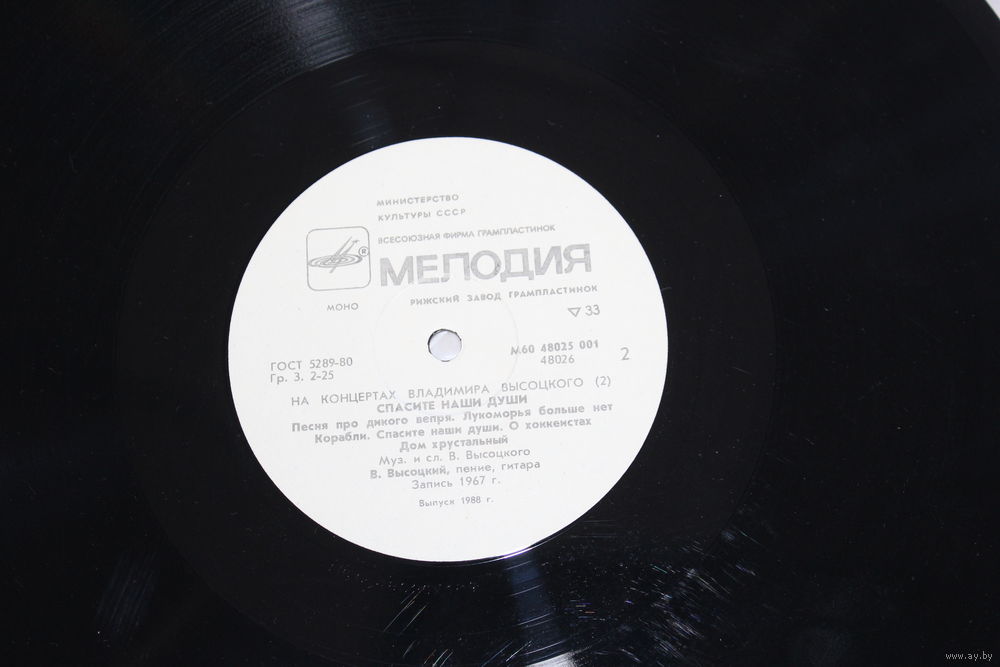 МИНИСТЕРСТВО
КУЛЬТУРЫ СССР
ВСЕСОЮЗНАЯ ФИРМА ГРАМПЛАСТИНОК
®
МЕЛОДИЯ
МОНО
РИЖСКИЙ ЗАВОД ГРАМПЛАСТИНОК
▽ 33
ГОСТ 5289-80
Гр. 3. 2-25
М60 48025 001
48026
2
НА КОНЦЕРТАХ ВЛАДИМИРА ВЫСОЦКОГО (2)
СПАСИТЕ НАШИ ДУШИ
Песня про дикого вепря. Лукоморья больше нет
Корабли. Спасите наши души. О хоккеистах
Дом хрустальный
Муз. и сл. В. Высоцкого
В. Высоцкий, пение, гитара
Запись 1967 г.
Выпуск 1988 г.
www.ay.by